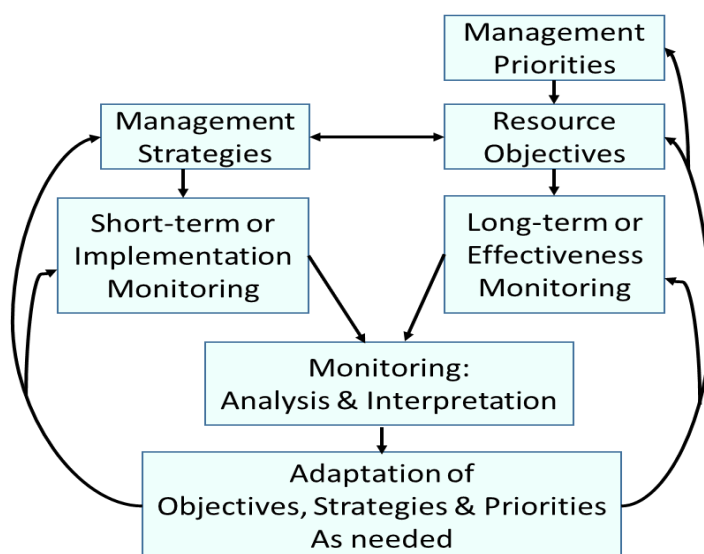 Management
Priorities
Management
Strategies
Resource
Objectives
Short-term or
Implementation
Monitoring
Long-term or
Effectiveness
Monitoring
Monitoring:
Analysis & Interpretation
Adaptation of
Objectives, Strategies & Priorities
As needed